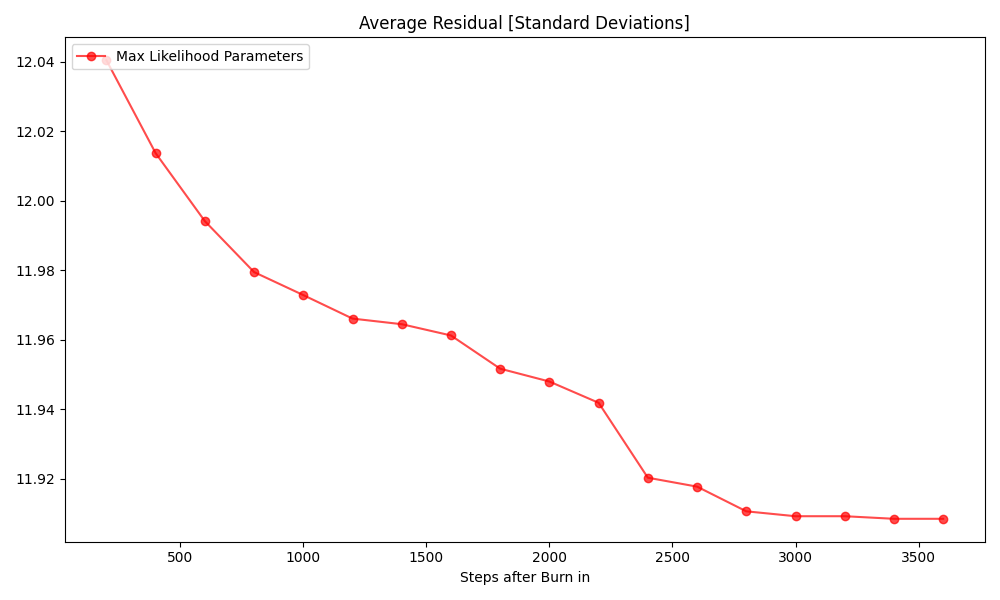 Average Residual [Standard Deviations]
Max Likelihood Parameters
12.04
12.02
12.00
11.98
11.96
11.94
11.92
500 1000 1500 2000 2500 3000 3500
Steps after Burn in